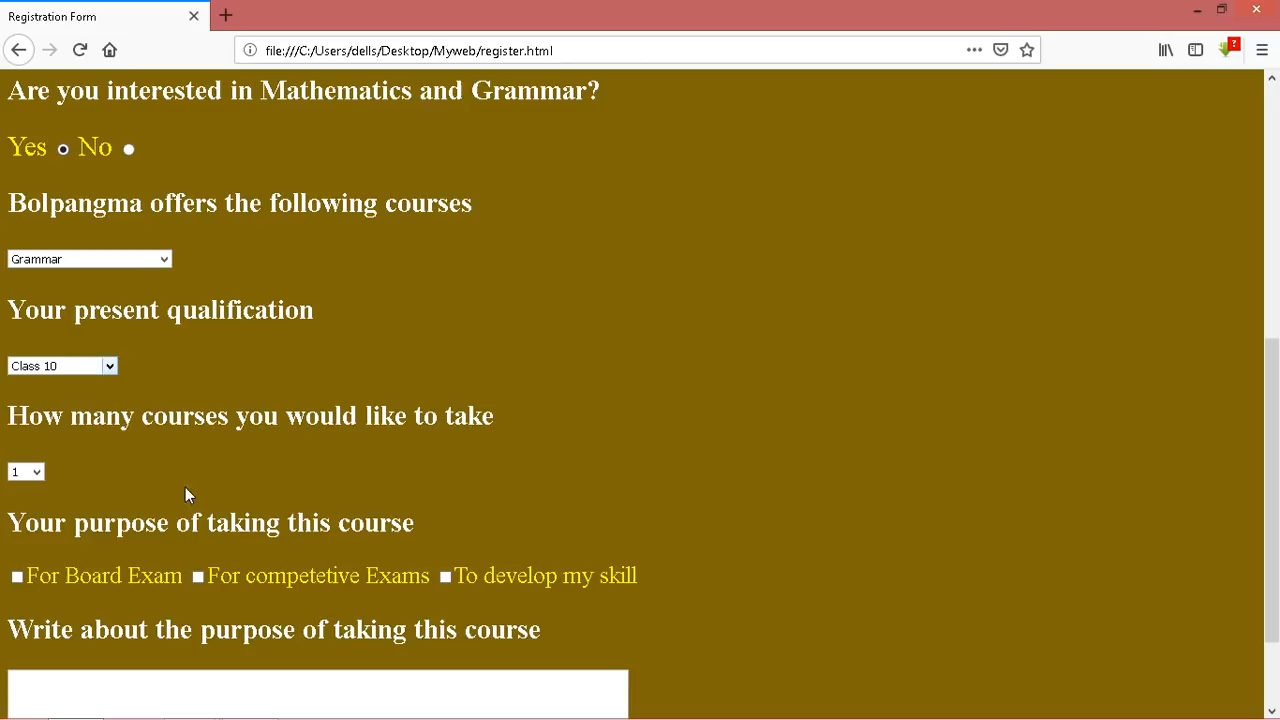 Registration Form
file:///C:/Users/dells/Desktop/Myweb/register.html
?
Are you interested in Mathematics and Grammar?
Yes No
Bolpangma offers the following courses
Grammar
Your present qualification
Class 10
How many courses you would like to take
1
Your purpose of taking this course
For Board Exam For competetive Exams To develop my skill
Write about the purpose of taking this course